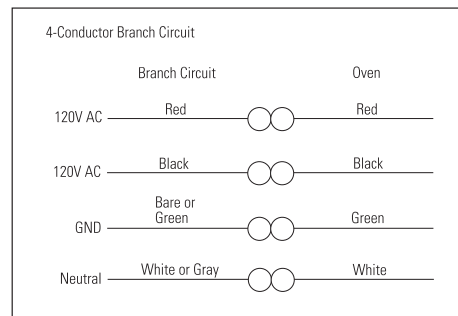 4-Conductor Branch Circuit
Branch Circuit Oven
120V AC Red Red
120V AC Black Black
Bare or
GND Green Green
Neutral White or Gray White